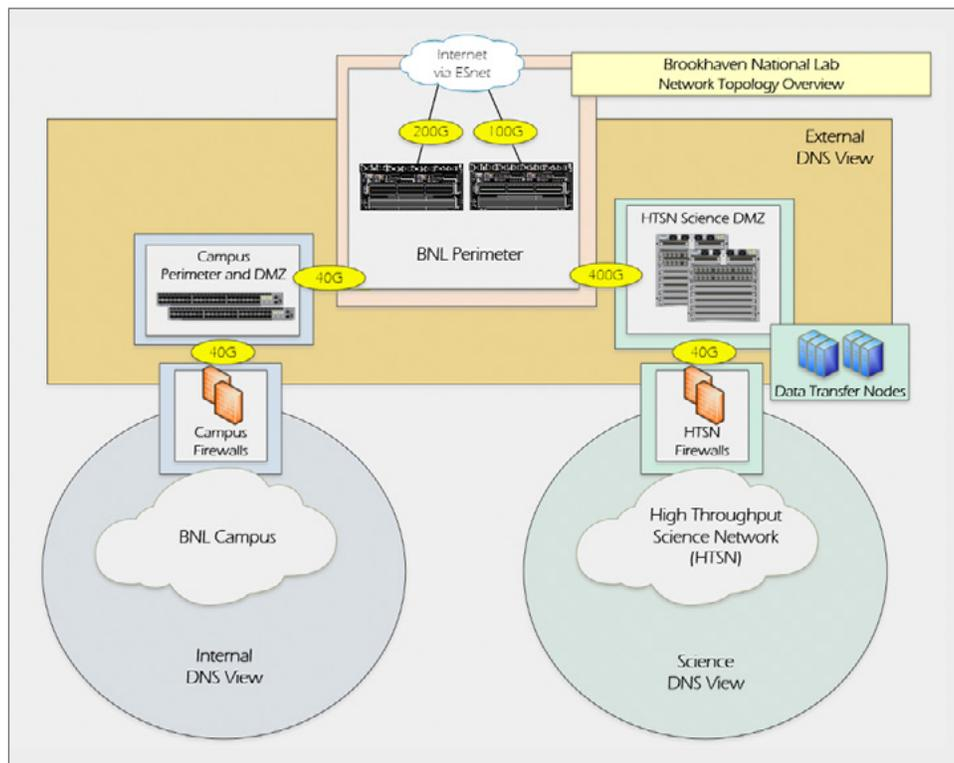 Internet
via ESnet
Brookhaven National Lab
Network Topology Overview
200G
100G
External
DNS View
BNL Perimeter
HTSN Science DMZ
Campus
Perimeter and DMZ
40G
400G
40G
40G
Data Transfer Nodes
Campus
Firewalls
HTSN
Firewalls
BNL Campus
High Throughput
Science Network
(HTSN)
Internal
DNS View
Science
DNS View